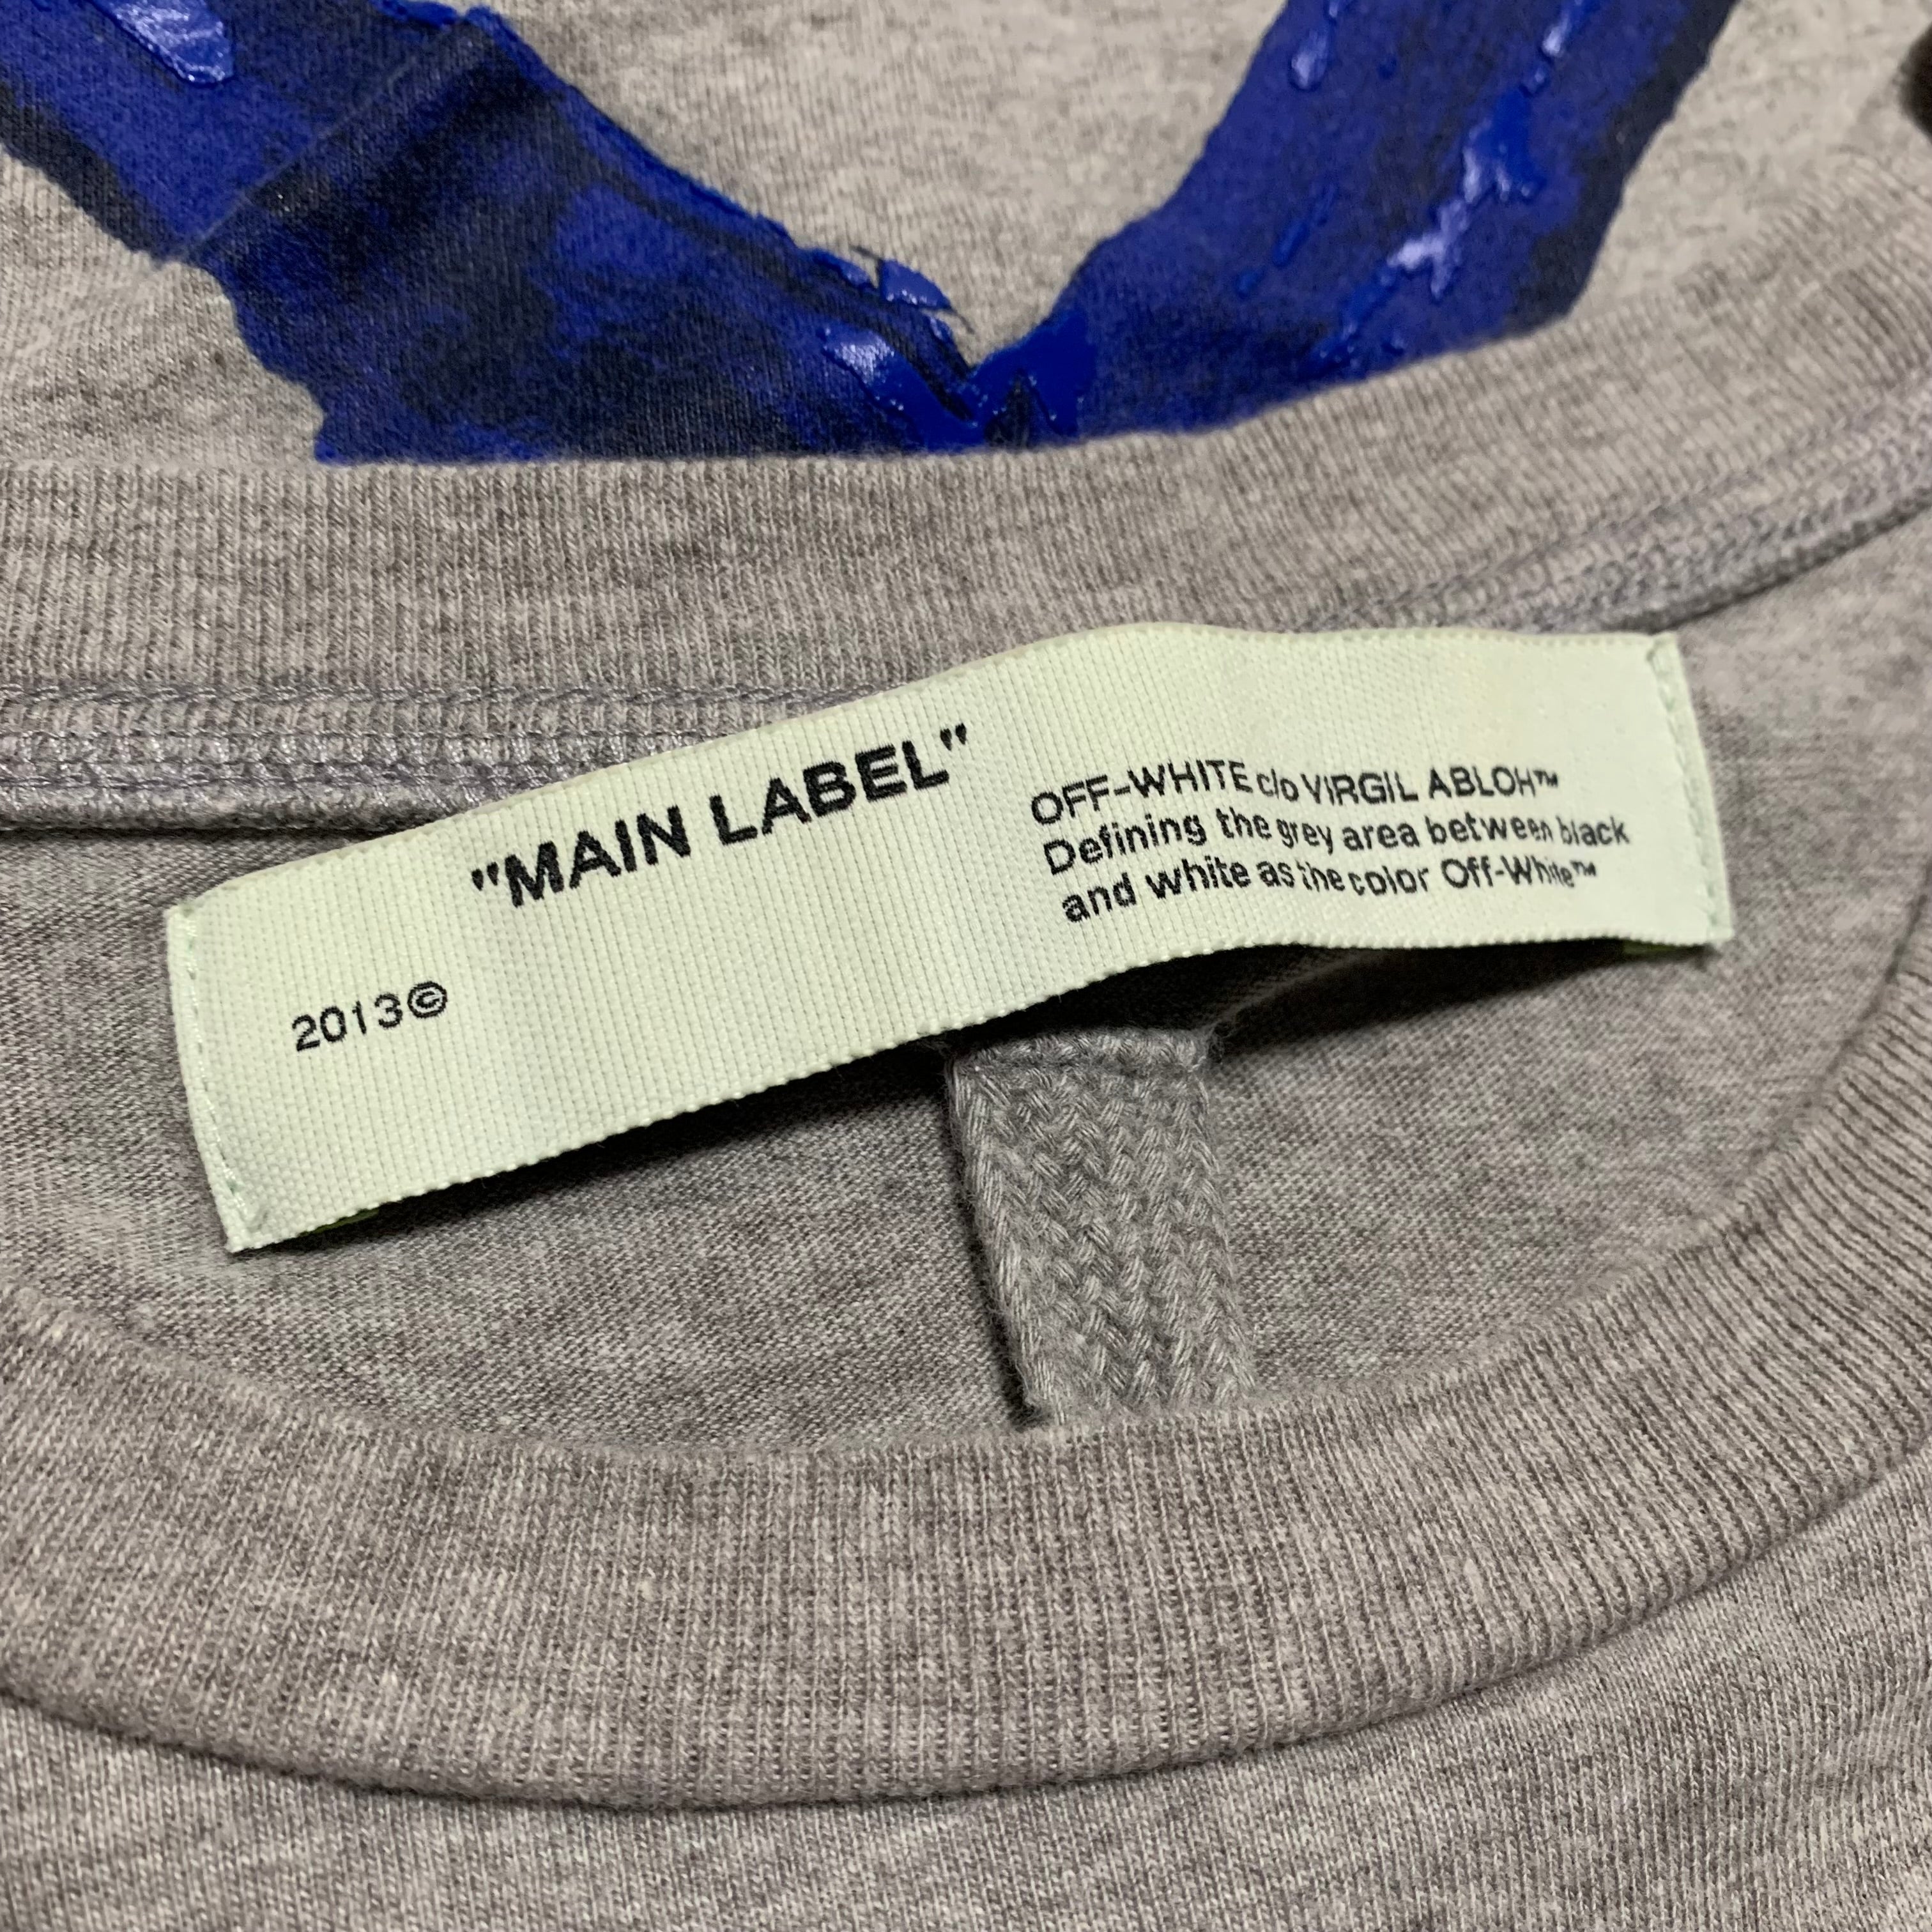 "MAIN LABEL"
OFF-WHITE c/o VIRGIL ABLOH™
Defining the grey area between black
and white as the color Off-White™
2013©